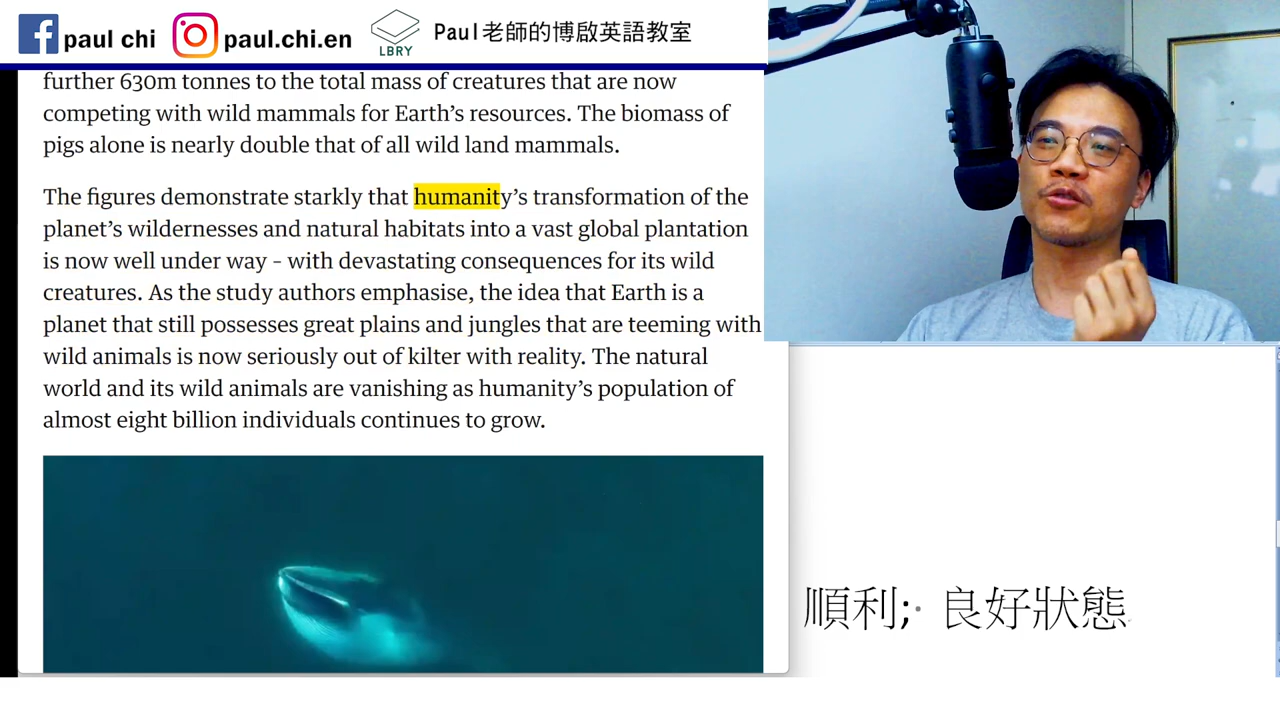 paul chi
paul.chi.en
LBRY
Paul老師的博啟英語教室
further 630m tonnes to the total mass of creatures that are now
competing with wild mammals for Earth’s resources. The biomass of
pigs alone is nearly double that of all wild land mammals.
The figures demonstrate starkly that humanity’s transformation of the
planet’s wildernesses and natural habitats into a vast global plantation
is now well under way – with devastating consequences for its wild
creatures. As the study authors emphasise, the idea that Earth is a
planet that still possesses great plains and jungles that are teeming with
wild animals is now seriously out of kilter with reality. The natural
world and its wild animals are vanishing as humanity’s population of
almost eight billion individuals continues to grow.
順利; 良好狀態